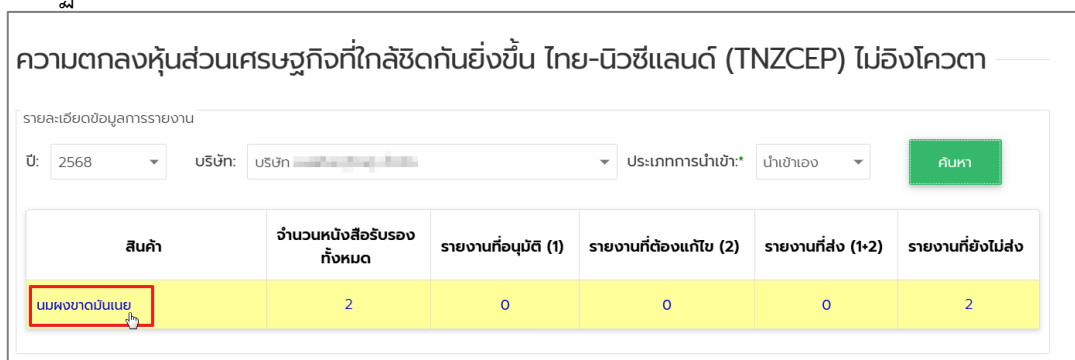 ความตกลงหุ้นส่วนเศรษฐกิจที่ใกล้ชิดกันยิ่งขึ้น ไทย-นิวซีแลนด์ (TNZCEP) ไม่อิงโควตา
รายละเอียดข้อมูลการรายงาน
ปี: 2568 บริษัท: บริษัท ประเภทการนำเข้า:* นำเข้าเอง ค้นหา
สินค้า จำนวนหนังสือรับรองทั้งหมด รายงานที่อนุมัติ (1) รายงานที่ต้องแก้ไข (2) รายงานที่ส่ง (1+2) รายงานที่ยังไม่ส่ง
นมผงขาดมันเนย 2 0 0 0 2